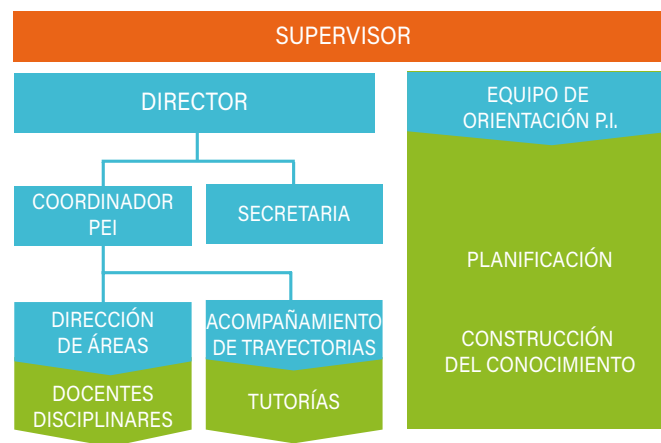 SUPERVISOR
DIRECTOR
EQUIPO DE
ORIENTACIÓN P.I.
COORDINADOR
PEI
SECRETARIA
PLANIFICACIÓN
DIRECCIÓN
DE ÁREAS
ACOMPAÑAMIENTO
DE TRAYECTORIAS
CONSTRUCCIÓN
DEL CONOCIMIENTO
DOCENTES
DISCIPLINARES
TUTORÍAS